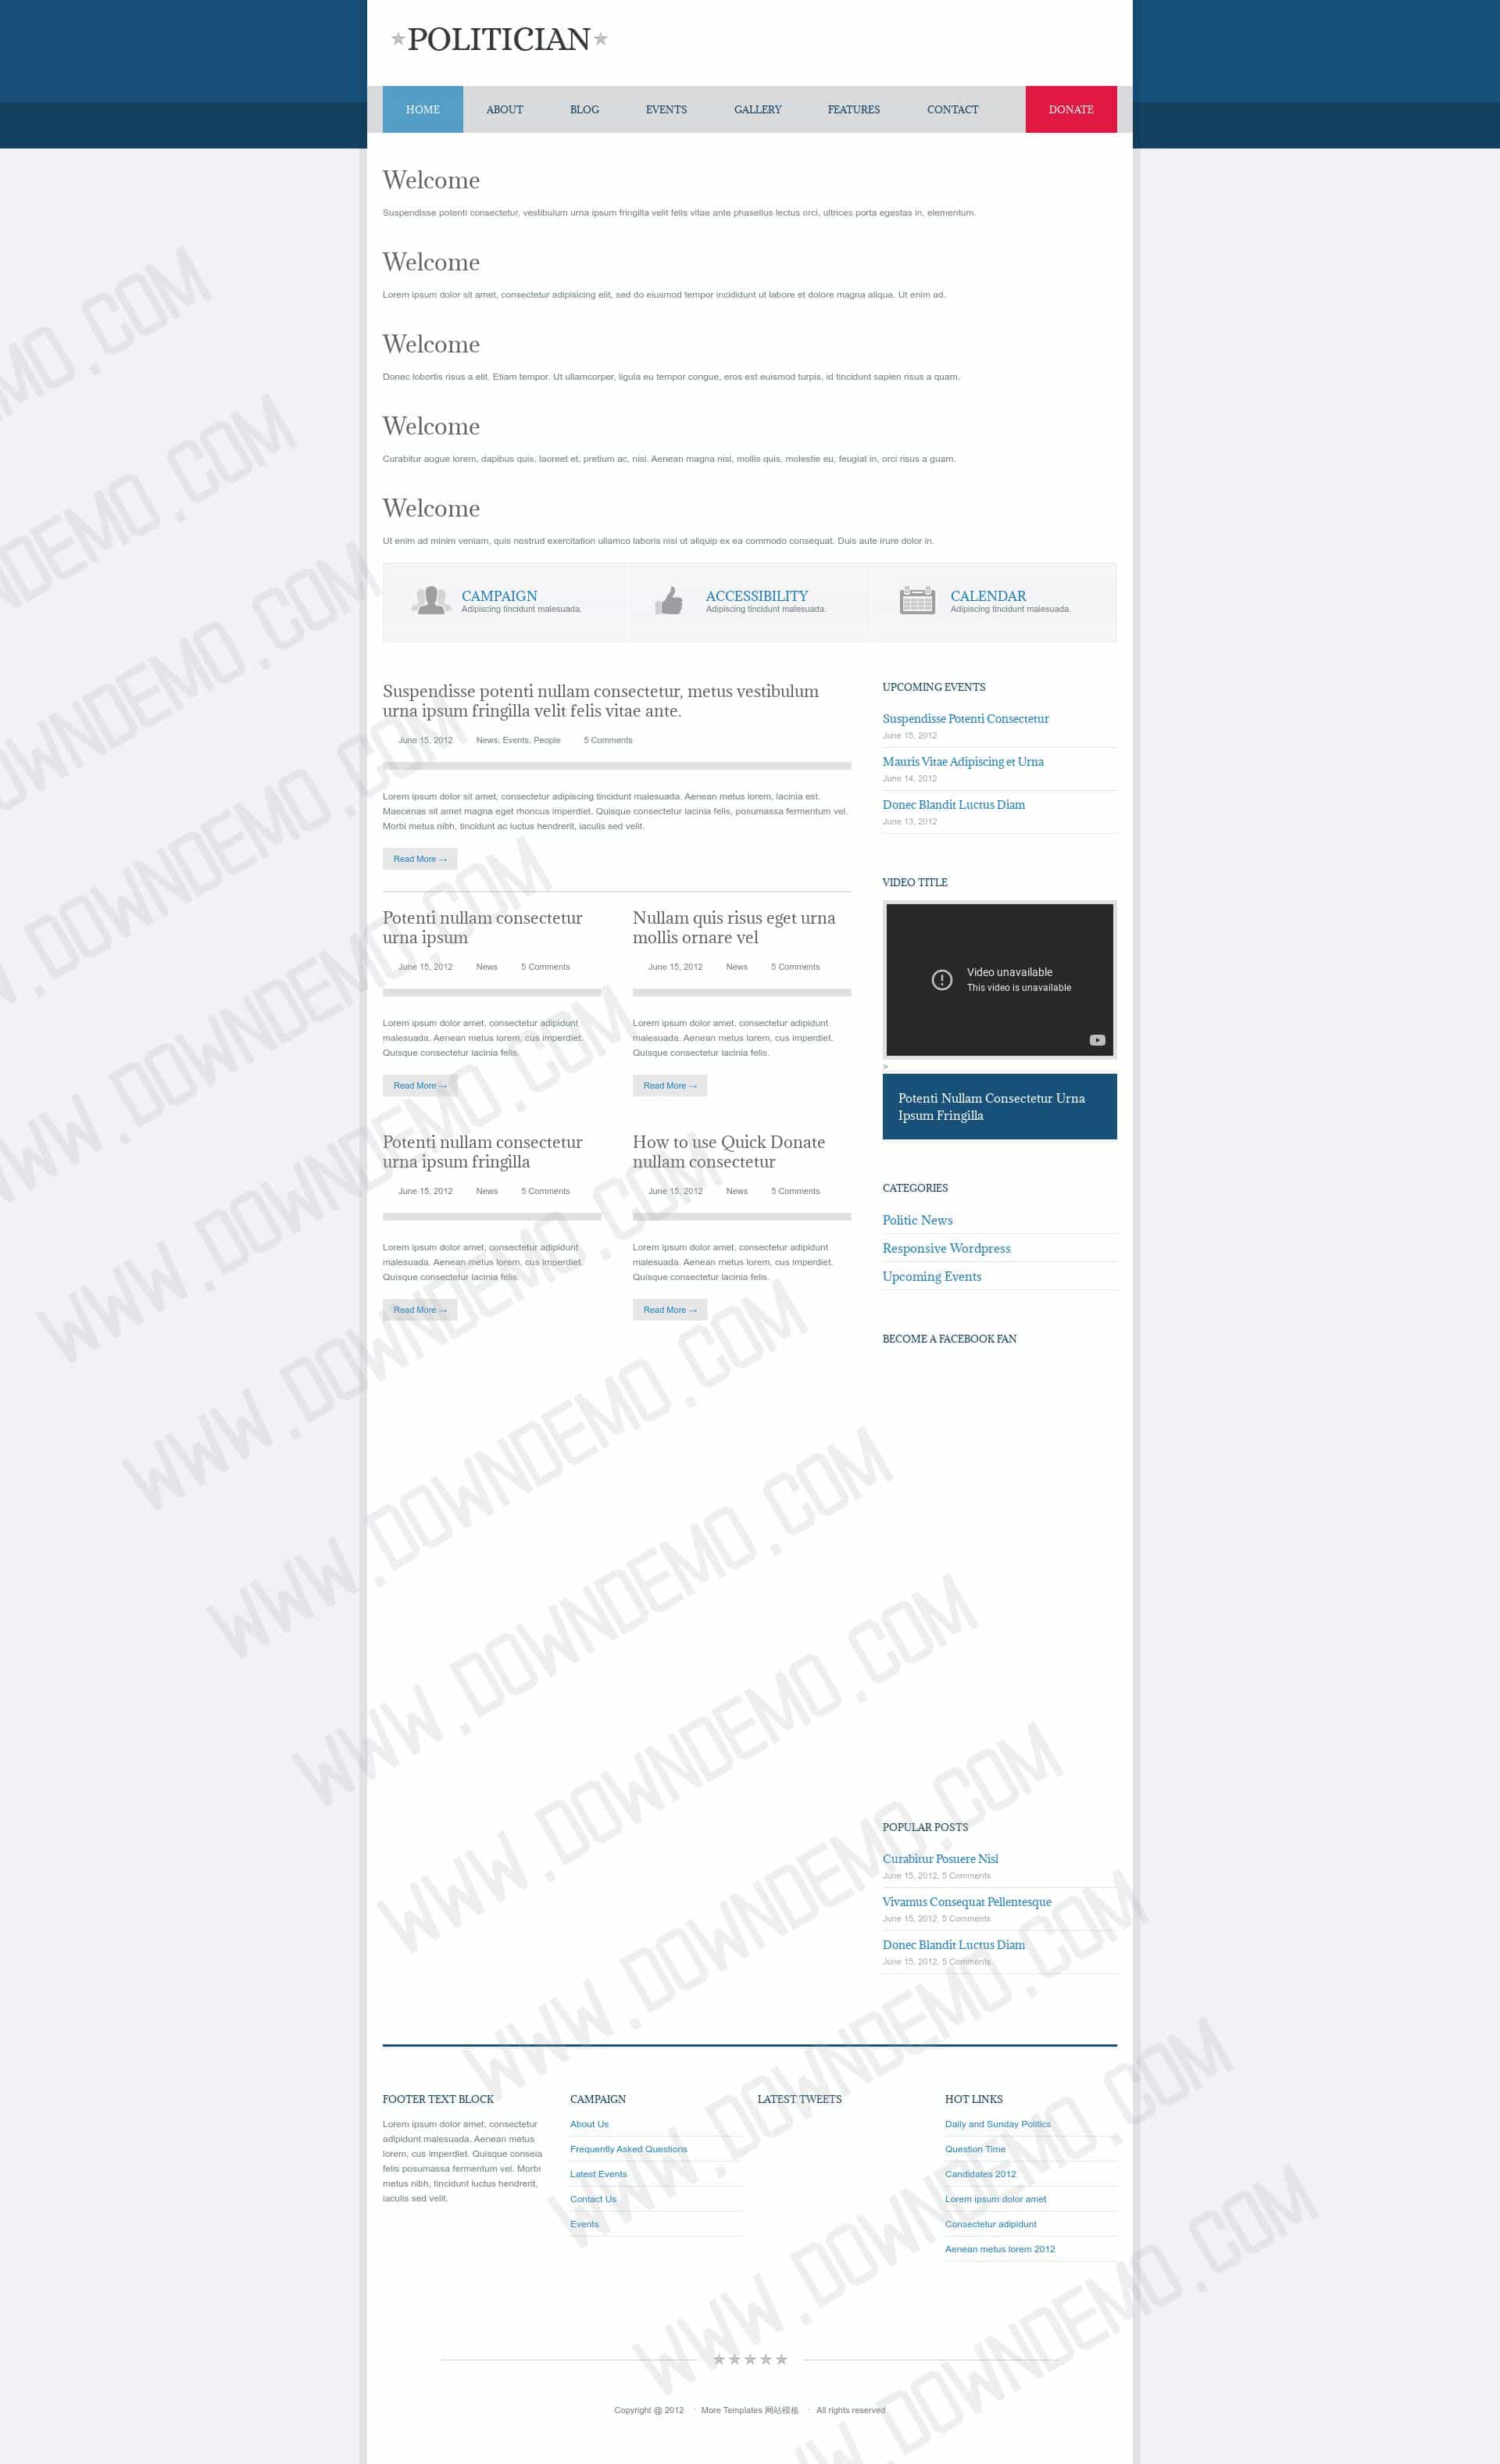 POLITICIAN
HOME ABOUT BLOG EVENTS GALLERY FEATURES CONTACT DONATE
Welcome
Suspendisse potenti consectetur, vestibulum urna ipsum fringilla velit felis vitae ante phasellus lectus orci, ultrices porta egestas in, elementum.
Welcome
Lorem ipsum dolor sit amet, consectetur adipisicing elit, sed do eiusmod tempor incididunt ut labore et dolore magna aliqua. Ut enim ad.
Welcome
Donec lobortis risus a elit. Etiam tempor. Ut ullamcorper, ligula eu tempor congue, eros est euismod turpis, id tincidunt sapien risus a quam.
Welcome
Curabitur augue lorem, dapibus quis, laoreet et, pretium ac, nisi. Aenean magna nisl, mollis quis, molestie eu, feugiat in, orci risus a guam.
Welcome
Ut enim ad minim veniam, quis nostrud exercitation ullamco laboris nisi ut aliquip ex ea commodo consequat. Duis aute irure dolor in.
CAMPAIGN
Adipiscing tincidunt malesuada.
ACCESSIBILITY
Adipiscing tincidunt malesuada.
CALENDAR
Adipiscing tincidunt malesuada.
Suspendisse potenti nullam consectetur, metus vestibulum
urna ipsum fringilla velit felis vitae ante.
June 15, 2012 News, Events, People 5 Comments
Lorem ipsum dolor sit amet, consectetur adipiscing tincidunt malesuada. Aenean metus lorem, lacinia est.
Maecenas sit amet magna eget rhoncus imperdiet. Quisque consectetur lacinia felis, posumassa fermentum vel.
Morbi metus nibh, tincidunt ac luctus hendrerit, iaculis sed velit.
Read More →
Potenti nullam consectetur
urna ipsum
June 15, 2012 News 5 Comments
Lorem ipsum dolor amet, consectetur adipidunt
malesuada. Aenean metus lorem, cus imperdiet.
Quisque consectetur lacinia felis.
Read More →
Nullam quis risus eget urna
mollis ornare vel
June 15, 2012 News 5 Comments
Lorem ipsum dolor amet, consectetur adipidunt
malesuada. Aenean metus lorem, cus imperdiet.
Quisque consectetur lacinia felis.
Read More →
Potenti nullam consectetur
urna ipsum fringilla
June 15, 2012 News 5 Comments
Lorem ipsum dolor amet, consectetur adipidunt
malesuada. Aenean metus lorem, cus imperdiet.
Quisque consectetur lacinia felis.
Read More →
How to use Quick Donate
nullam consectetur
June 15, 2012 News 5 Comments
Lorem ipsum dolor amet, consectetur adipidunt
malesuada. Aenean metus lorem, cus imperdiet.
Quisque consectetur lacinia felis.
Read More →
UPCOMING EVENTS
Suspendisse Potenti Consectetur
June 15, 2012
Mauris Vitae Adipiscing et Urna
June 14, 2012
Donec Blandit Luctus Diam
June 13, 2012
VIDEO TITLE
Video unavailable
This video is unavailable
>
Potenti Nullam Consectetur Urna
Ipsum Fringilla
CATEGORIES
Politic News
Responsive Wordpress
Upcoming Events
BECOME A FACEBOOK FAN
POPULAR POSTS
Curabitur Posuere Nisl
June 15, 2012, 5 Comments
Vivamus Consequat Pellentesque
June 15, 2012, 5 Comments
Donec Blandit Luctus Diam
June 15, 2012, 5 Comments
FOOTER TEXT BLOCK
Lorem ipsum dolor amet, consectetur
adipidunt malesuada. Aenean metus
lorem, cus imperdiet. Quisque conseia
felis posumassa fermentum vel. Morbi
metus nibh, tincidunt luctus hendrerit,
iaculis sed velit.
CAMPAIGN
About Us
Frequently Asked Questions
Latest Events
Contact Us
Events
LATEST TWEETS
HOT LINKS
Daily and Sunday Politics
Question Time
Candidates 2012
Lorem ipsum dolor amet
Consectetur adipidunt
Aenean metus lorem 2012
Copyright @ 2012 · More Templates 网站模板 · All rights reserved
WWW.DOWNDEMO.COM